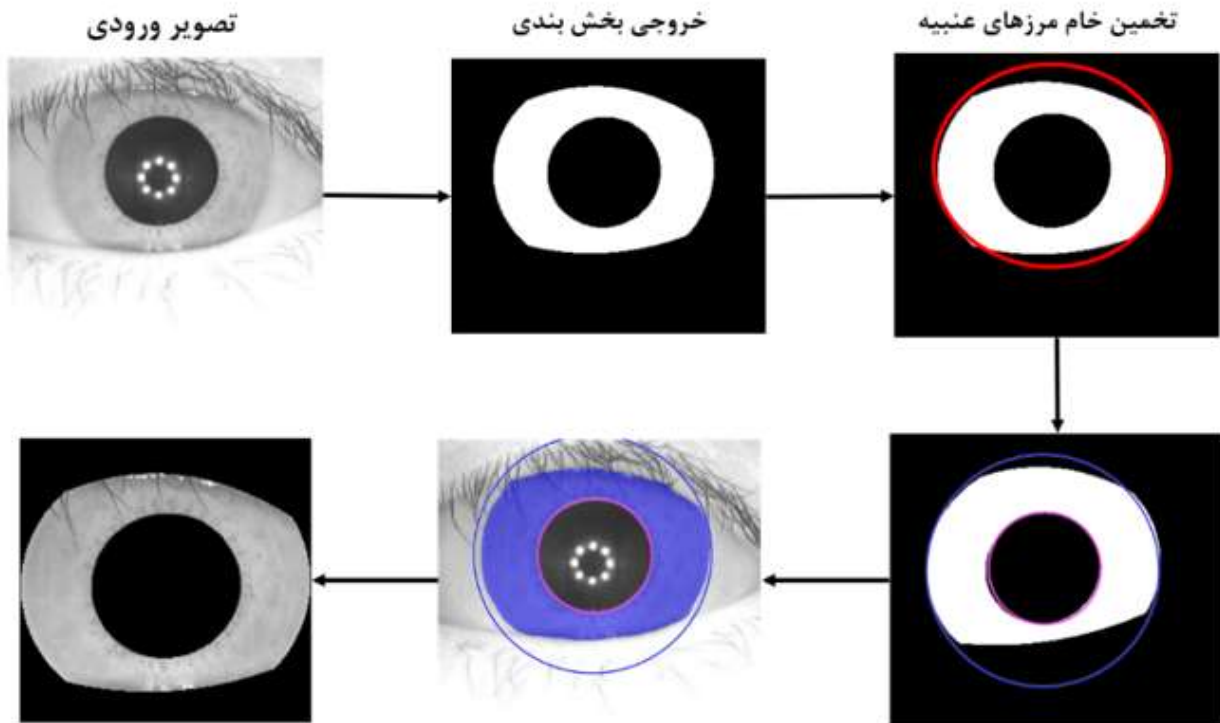 تصویر ورودی
خروجی بخش بندی
تخمین خام مرزهای عنبیه